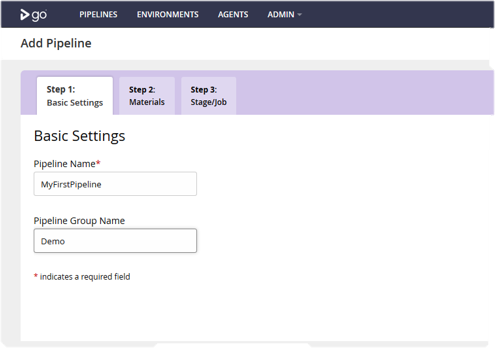 go
PIPELINES ENVIRONMENTS AGENTS ADMIN
Add Pipeline
Step 1: Step 2: Step 3:
Basic Settings Materials Stage/Job
Basic Settings
Pipeline Name*
MyFirstPipeline
Pipeline Group Name
Demo
* indicates a required field